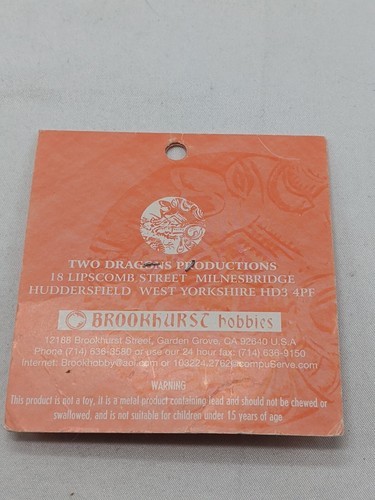 TWO DRAGONS PRODUCTIONS
18 LIPSCOMB STREET MILNESBRIDGE
HUDDERSFIELD WEST YORKSHIRE HD3 4PF
BROOKHURST hobbies
12188 Brookhurst Street, Garden Grove, CA 92840 U.S.A
Phone (714) 636-3580 or use our 24 hour fax: (714) 636-9150
Internet: Brookhobby@aol.com or 103224.2762@compuServe.com
WARNING
This product is not a toy, it is a metal product containing lead and should not be chewed or
swallowed. and is not suitable for children under 15 years of age.